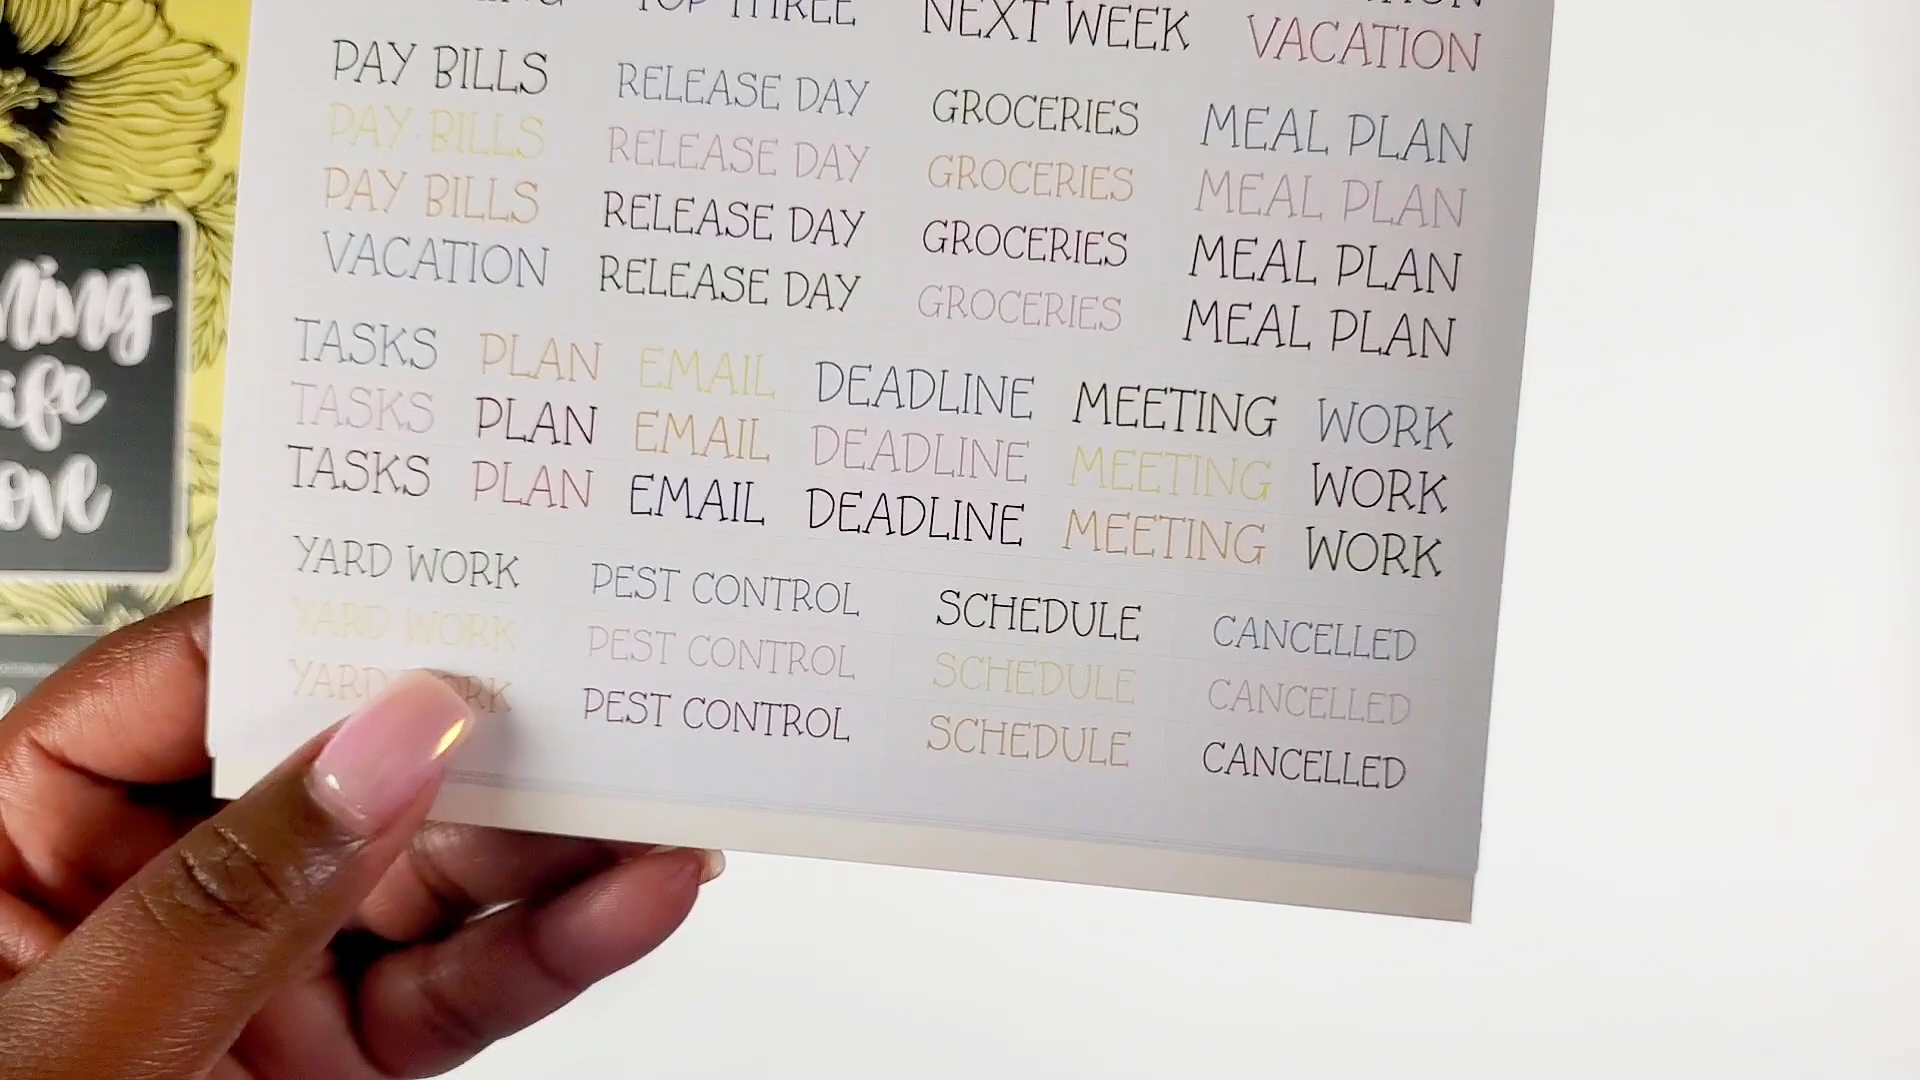 TOP THREE NEXT WEEK VACATION
PAY BILLS RELEASE DAY GROCERIES MEAL PLAN
PAY BILLS RELEASE DAY GROCERIES MEAL PLAN
PAY BILLS RELEASE DAY GROCERIES MEAL PLAN
VACATION RELEASE DAY GROCERIES MEAL PLAN
TASKS PLAN EMAIL DEADLINE MEETING WORK
TASKS PLAN EMAIL DEADLINE MEETING WORK
TASKS PLAN EMAIL DEADLINE MEETING WORK
YARD WORK PEST CONTROL SCHEDULE CANCELLED
YARD WORK PEST CONTROL SCHEDULE CANCELLED
YARD PEST CONTROL SCHEDULE CANCELLED